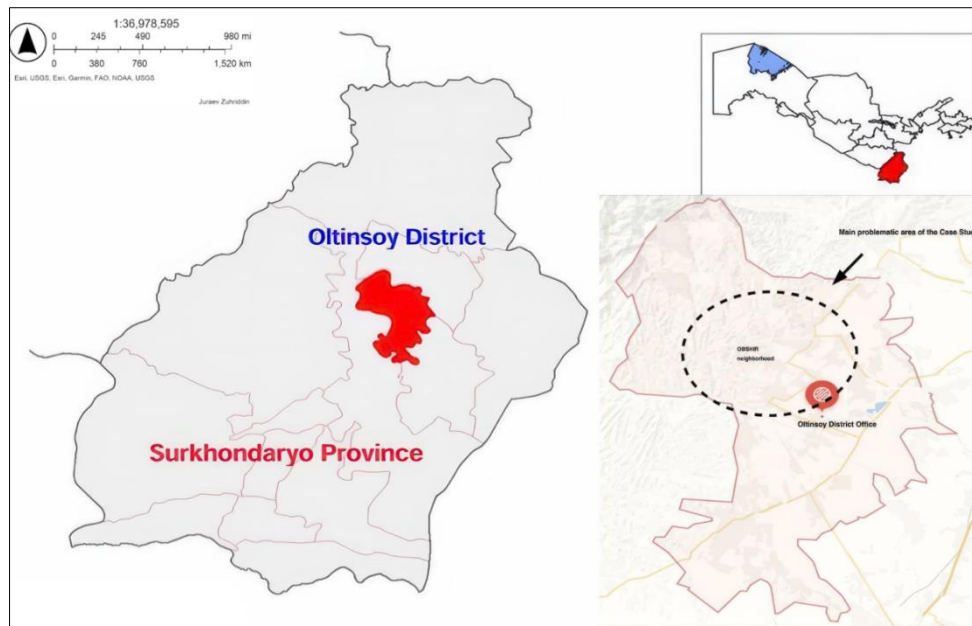 1:36,978,595
0 245 490 980 mi
0 380 760 1,520 km
Esri, USGS, Esri, Garmin, FAO, NOAA, USGS
Juraev Zuhriddin
Oltinsoy District
Surkhondaryo Province
Main problematic area of the Case Stud
OBSHIR
neighborhood
Oltinsoy District Office